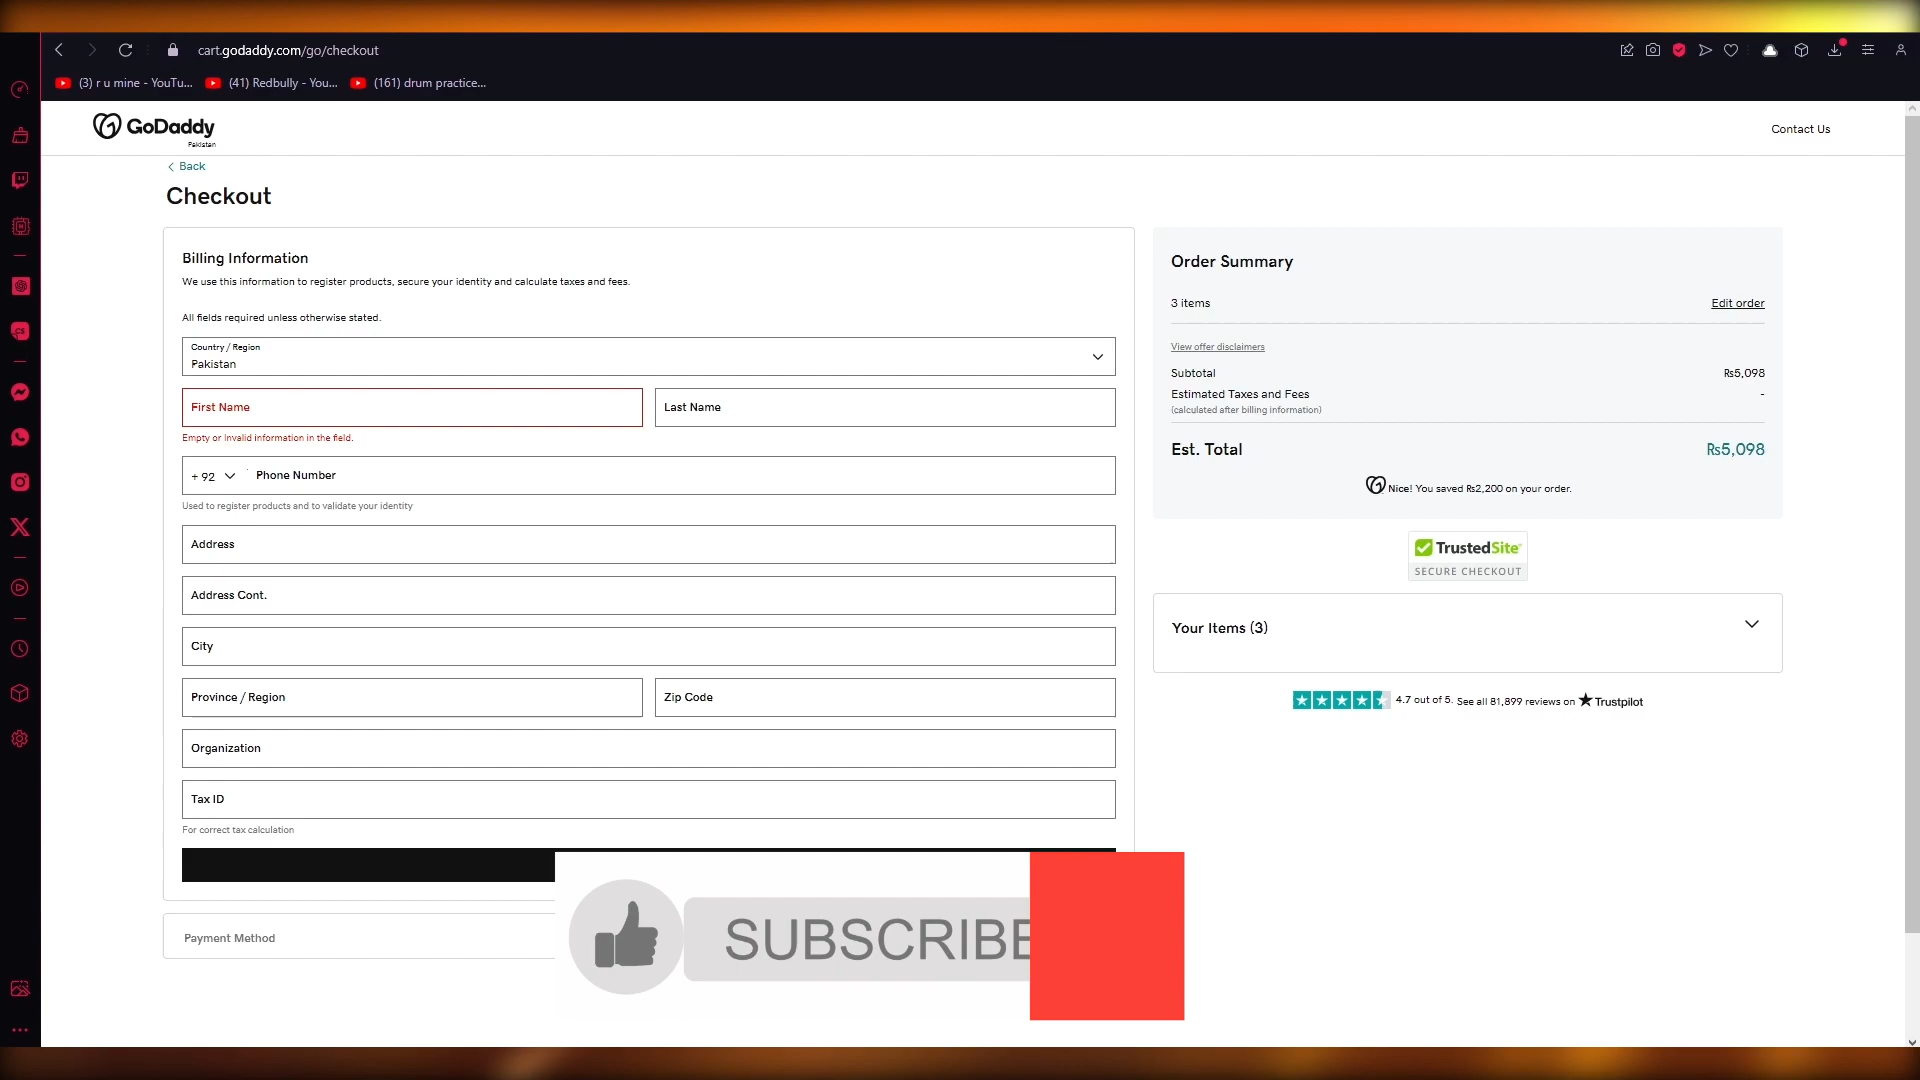 cart.godaddy.com/go/checkout
(3) r u mine - YouTu...
(41) Redbully - You...
(161) drum practice...
GoDaddy
Pakistan
Contact Us
Back
Checkout
Billing Information
We use this information to register products, secure your identity and calculate taxes and fees.
All fields required unless otherwise stated.
Country / Region
Pakistan
First Name
Last Name
Empty or Invalid information in the field.
+ 92
Phone Number
Used to register products and to validate your identity
Address
Address Cont.
City
Province / Region
Zip Code
Organization
Tax ID
For correct tax calculation
Payment Method
Order Summary
3 items
Edit order
View offer disclaimers
Subtotal
₨5,098
Estimated Taxes and Fees
-
(calculated after billing information)
Est. Total
₨5,098
Nice! You saved ₨2,200 on your order.
TrustedSite
SECURE CHECKOUT
Your Items (3)
4.7 out of 5. See all 81,899 reviews on Trustpilot
SUBSCRIBE